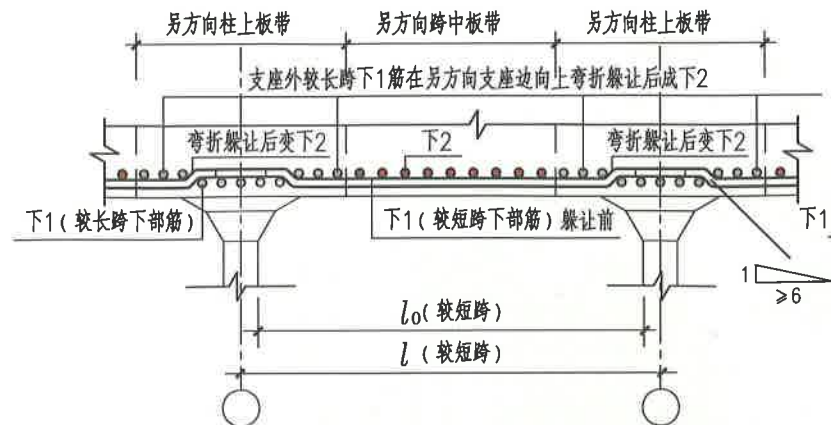 另方向柱上板带 另方向跨中板带 另方向柱上板带
支座外较长跨下1筋在另方向支座边向上弯折躲让后成下2
弯折躲让后变下2 下2 弯折躲让后变下2
下1(较长跨下部筋) 下1(较短跨下部筋)躲让前 下1
1
≥6
l0(较短跨)
l(较短跨)